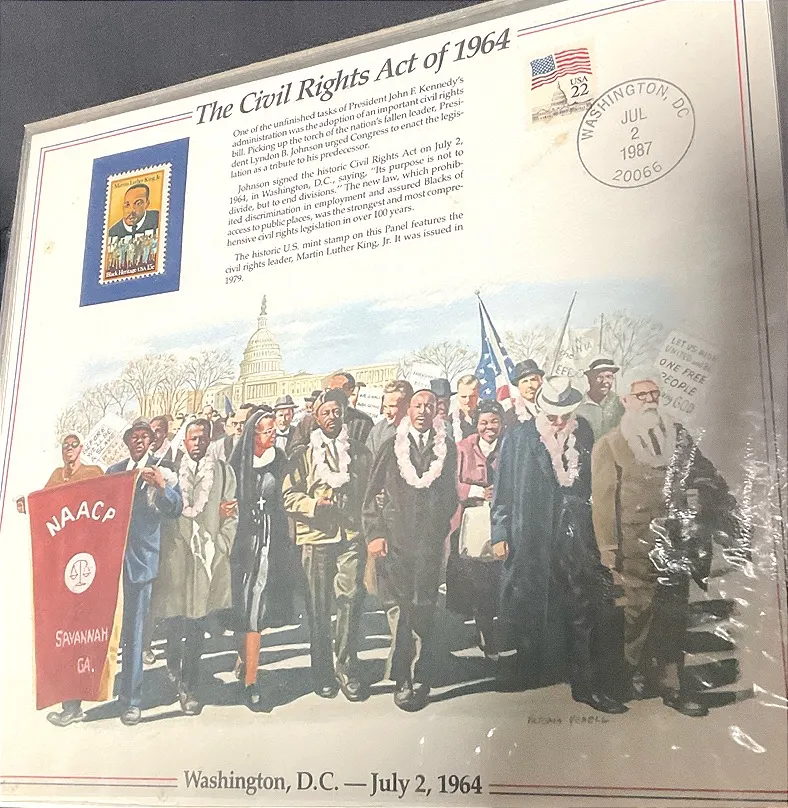 The Civil Rights Act of 1964
One of the unfinished tasks of President John F. Kennedy's
administration was the adoption of an important civil rights
bill. Picking up the torch of the nation's fallen leader, Presi-
dent Lyndon B. Johnson urged Congress to enact the legis-
lation as a tribute to his predecessor.
Johnson signed the historic Civil Rights Act on July 2,
1964, in Washington, D.C., saying, "Its purpose is not to
divide, but to end divisions." The new law, which prohib-
ited discrimination in employment and assured Blacks of
access to public places, was the strongest and most compre-
hensive civil rights legislation in over 100 years.
The historic U.S. mint stamp on this Panel features the
civil rights leader, Martin Luther King, Jr. It was issued in
1979.
Martin Luther King, Jr.
Black Heritage USA 15c
USA
22
WASHINGTON, DC
JUL
2
1987
20066
LET US
UNITED
ONE FREE
PEOPLE
GOD
NAACP
SAVANNAH
GA.
Washington, D.C. — July 2, 1964